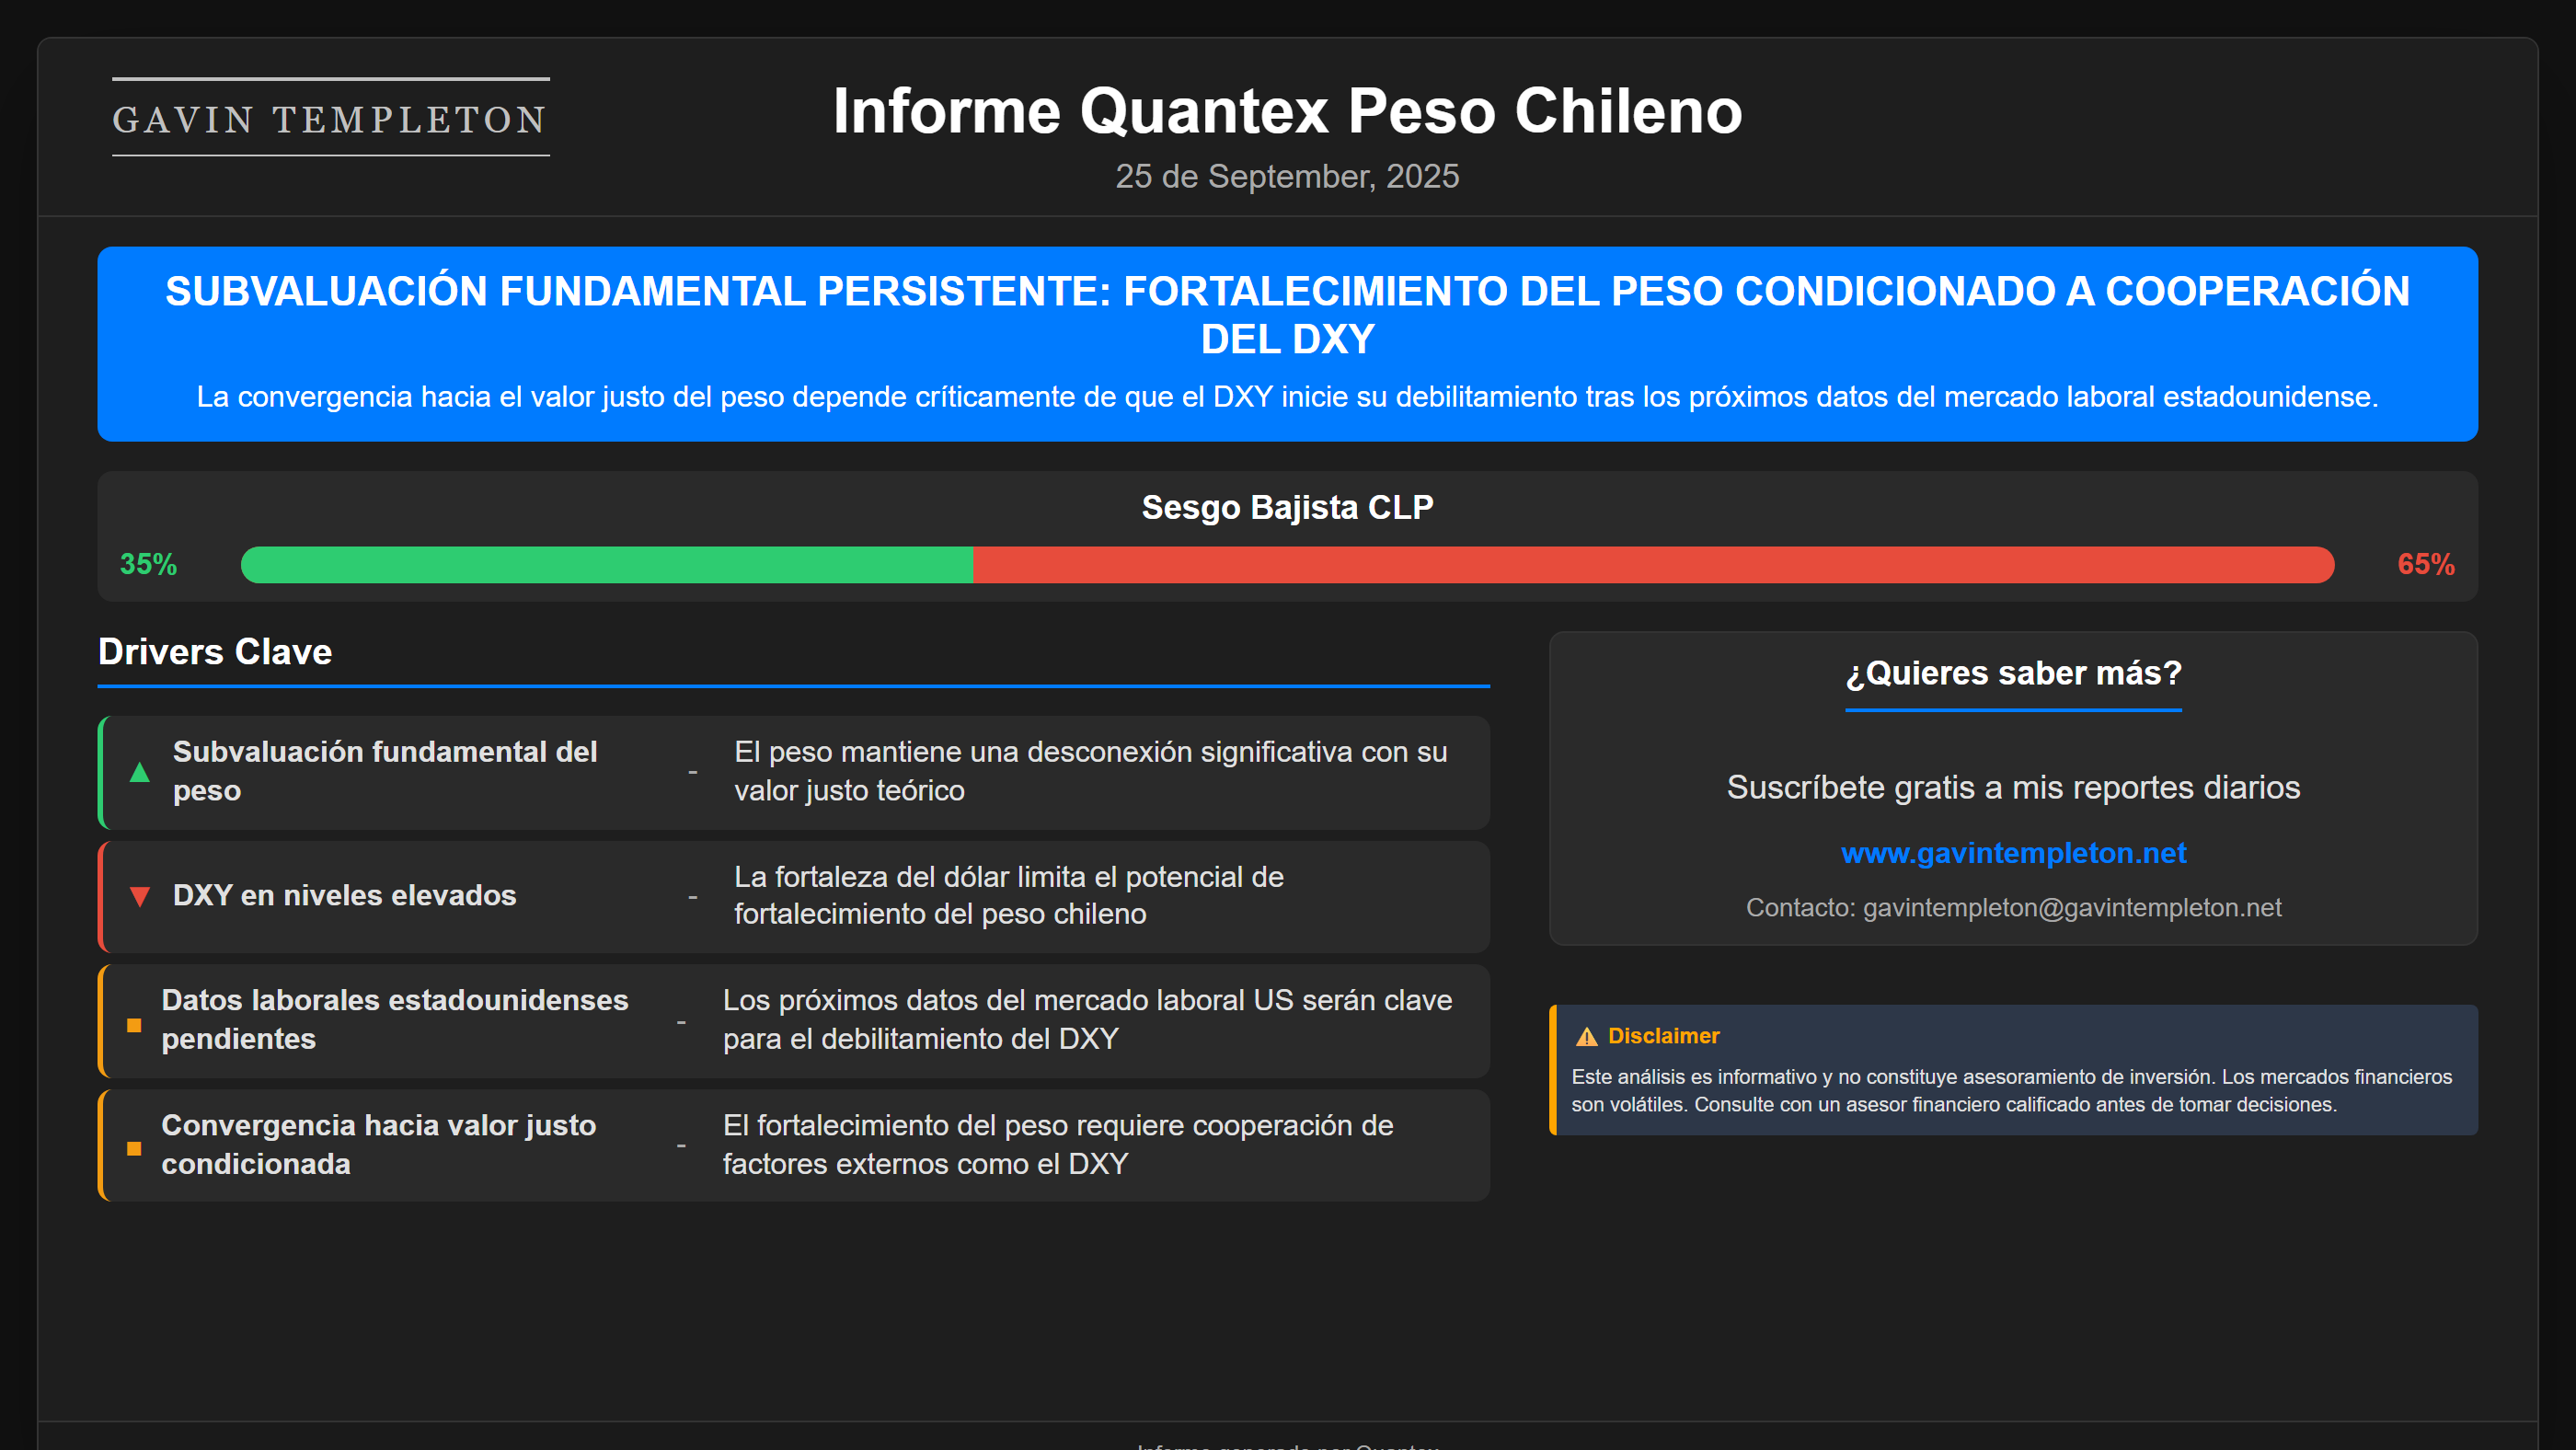 GAVIN TEMPLETON
Informe Quantex Peso Chileno
25 de September, 2025
SUBVALUACIÓN FUNDAMENTAL PERSISTENTE: FORTALECIMIENTO DEL PESO CONDICIONADO A COOPERACIÓN
DEL DXY
La convergencia hacia el valor justo del peso depende críticamente de que el DXY inicie su debilitamiento tras los próximos datos del mercado laboral estadounidense.
Sesgo Bajista CLP
35%
65%
Drivers Clave
▲ Subvaluación fundamental del
peso
-
El peso mantiene una desconexión significativa con su
valor justo teórico
▼ DXY en niveles elevados
-
La fortaleza del dólar limita el potencial de
fortalecimiento del peso chileno
■ Datos laborales estadounidenses
pendientes
-
Los próximos datos del mercado laboral US serán clave
para el debilitamiento del DXY
■ Convergencia hacia valor justo
condicionada
-
El fortalecimiento del peso requiere cooperación de
factores externos como el DXY
¿Quieres saber más?
Suscríbete gratis a mis reportes diarios
www.gavintempleton.net
Contacto: gavintempleton@gavintempleton.net
⚠ Disclaimer
Este análisis es informativo y no constituye asesoramiento de inversión. Los mercados financieros
son volátiles. Consulte con un asesor financiero calificado antes de tomar decisiones.
Informe generado por Quantex